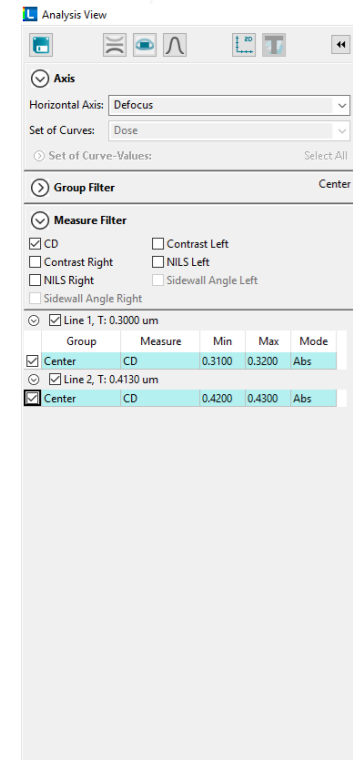 L Analysis View
2D T
Axis
Horizontal Axis: Defocus
Set of Curves: Dose
Set of Curve-Values: Select All
Group Filter Center
Measure Filter
CD Contrast Left
Contrast Right NILS Left
NILS Right Sidewall Angle Left
Sidewall Angle Right
Line 1, T: 0.3000 um
Group Measure Min Max Mode
Center CD 0.3100 0.3200 Abs
Line 2, T: 0.4130 um
Center CD 0.4200 0.4300 Abs